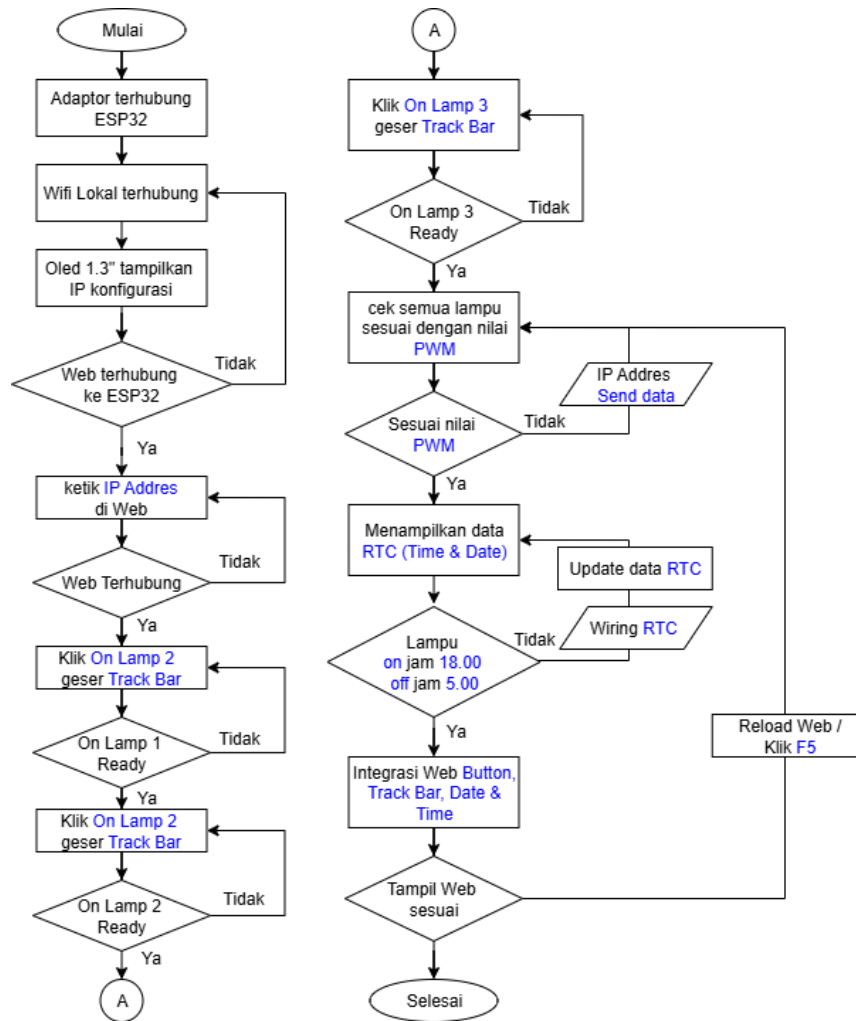 Mulai
Adaptor terhubung
ESP32
Wifi Lokal terhubung
Oled 1.3" tampilkan
IP konfigurasi
Web terhubung
ke ESP32
Tidak
Ya
ketik IP Addres
di Web
Web Terhubung
Tidak
Ya
Klik On Lamp 2
geser Track Bar
On Lamp 1
Ready
Tidak
Ya
Klik On Lamp 2
geser Track Bar
On Lamp 2
Ready
Tidak
Ya
A
A
Klik On Lamp 3
geser Track Bar
On Lamp 3
Ready
Tidak
Ya
cek semua lampu
sesuai dengan nilai
PWM
IP Addres
Send data
Sesuai nilai
PWM
Tidak
Ya
Menampilkan data
RTC (Time & Date)
Update data RTC
Wiring RTC
Lampu
on jam 18.00
off jam 5.00
Tidak
Ya
Reload Web /
Klik F5
Integrasi Web Button,
Track Bar, Date &
Time
Tampil Web
sesuai
Selesai